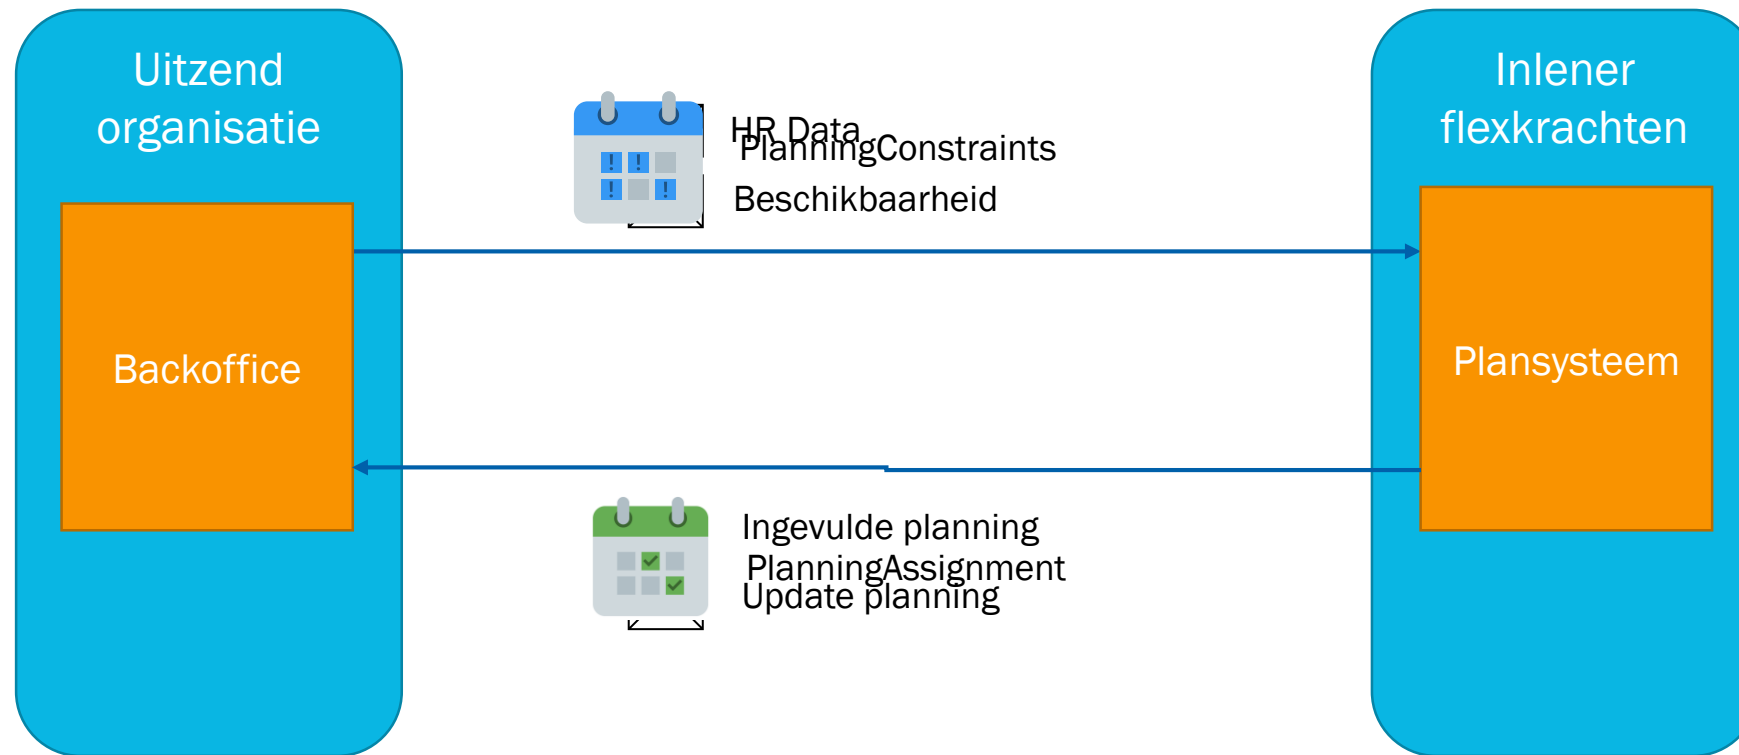 Uitzend
organisatie
Backoffice
HR Data
PlanningConstraints
Beschikbaarheid
Ingevulde planning
PlanningAssignment
Update planning
Inlener
flexkrachten
Plansysteem